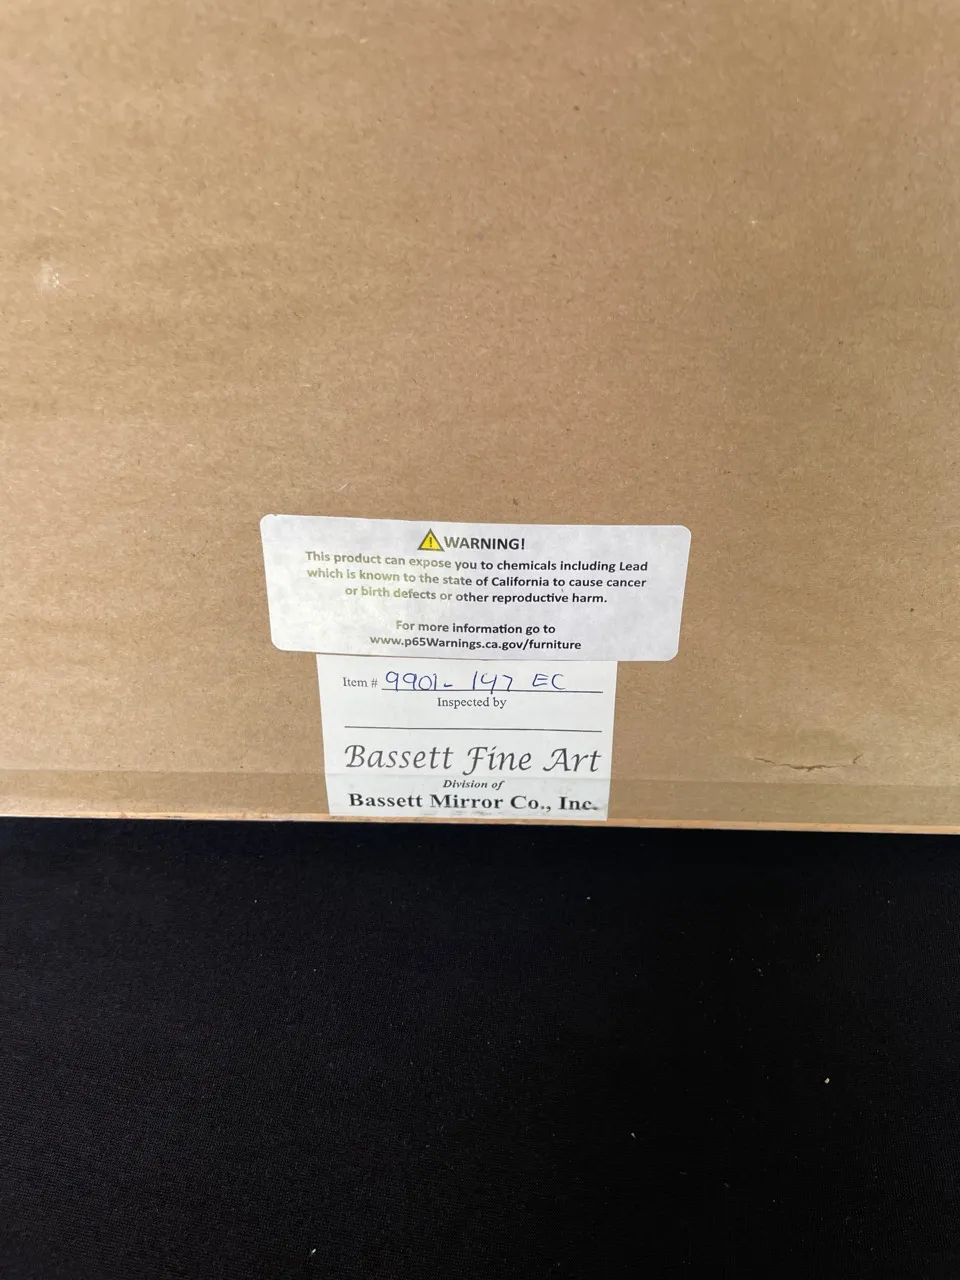 WARNING!
This product can expose you to chemicals including Lead
which is known to the state of California to cause cancer
or birth defects or other reproductive harm.
For more information go to
www.p65Warnings.ca.gov/furniture
Item # 9901-147 EC
Inspected by
Bassett Fine Art
Division of
Bassett Mirror Co., Inc.